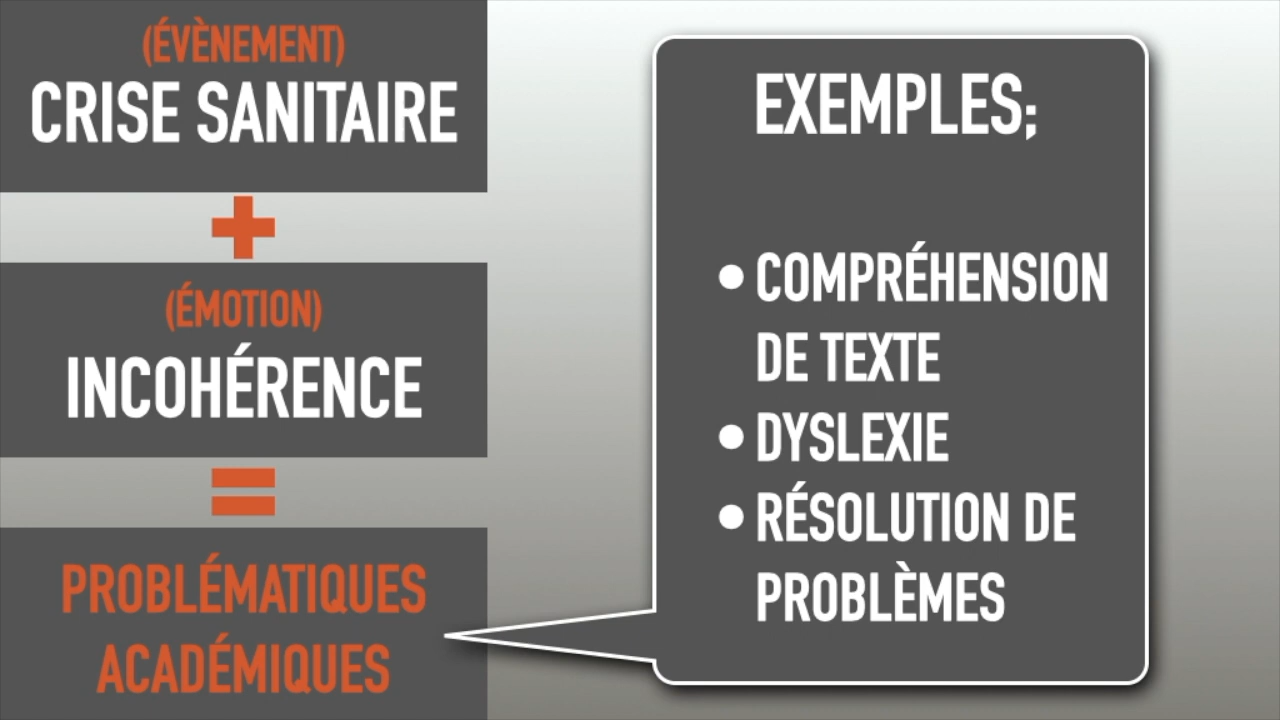 (ÉVÈNEMENT)
CRISE SANITAIRE
+
(ÉMOTION)
INCOHÉRENCE
=
PROBLÉMATIQUES
ACADÉMIQUES
EXEMPLES;
• COMPRÉHENSION
DE TEXTE
• DYSLEXIE
• RÉSOLUTION DE
PROBLÈMES